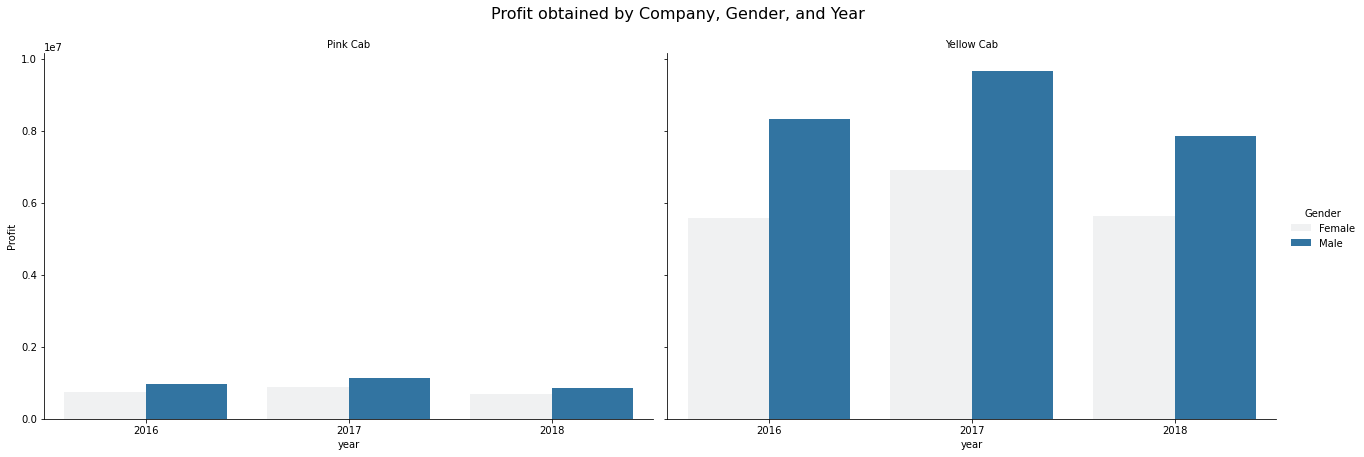 Profit obtained by Company, Gender, and Year
Pink Cab
Yellow Cab
1e7
1.0
0.8
0.6
0.4
0.2
0.0
Profit
2016
2017
2018
year
2016
2017
2018
year
Gender
Female
Male